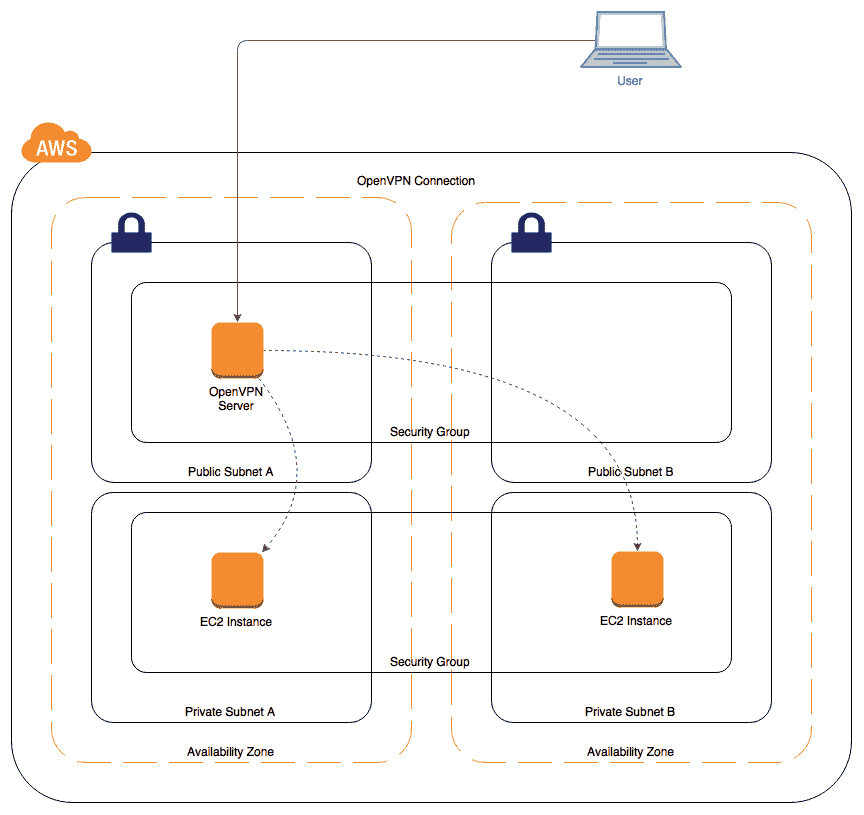 User
AWS
OpenVPN Connection
OpenVPN
Server
Security Group
Public Subnet A
Public Subnet B
EC2 Instance
EC2 Instance
Security Group
Private Subnet A
Private Subnet B
Availability Zone
Availability Zone